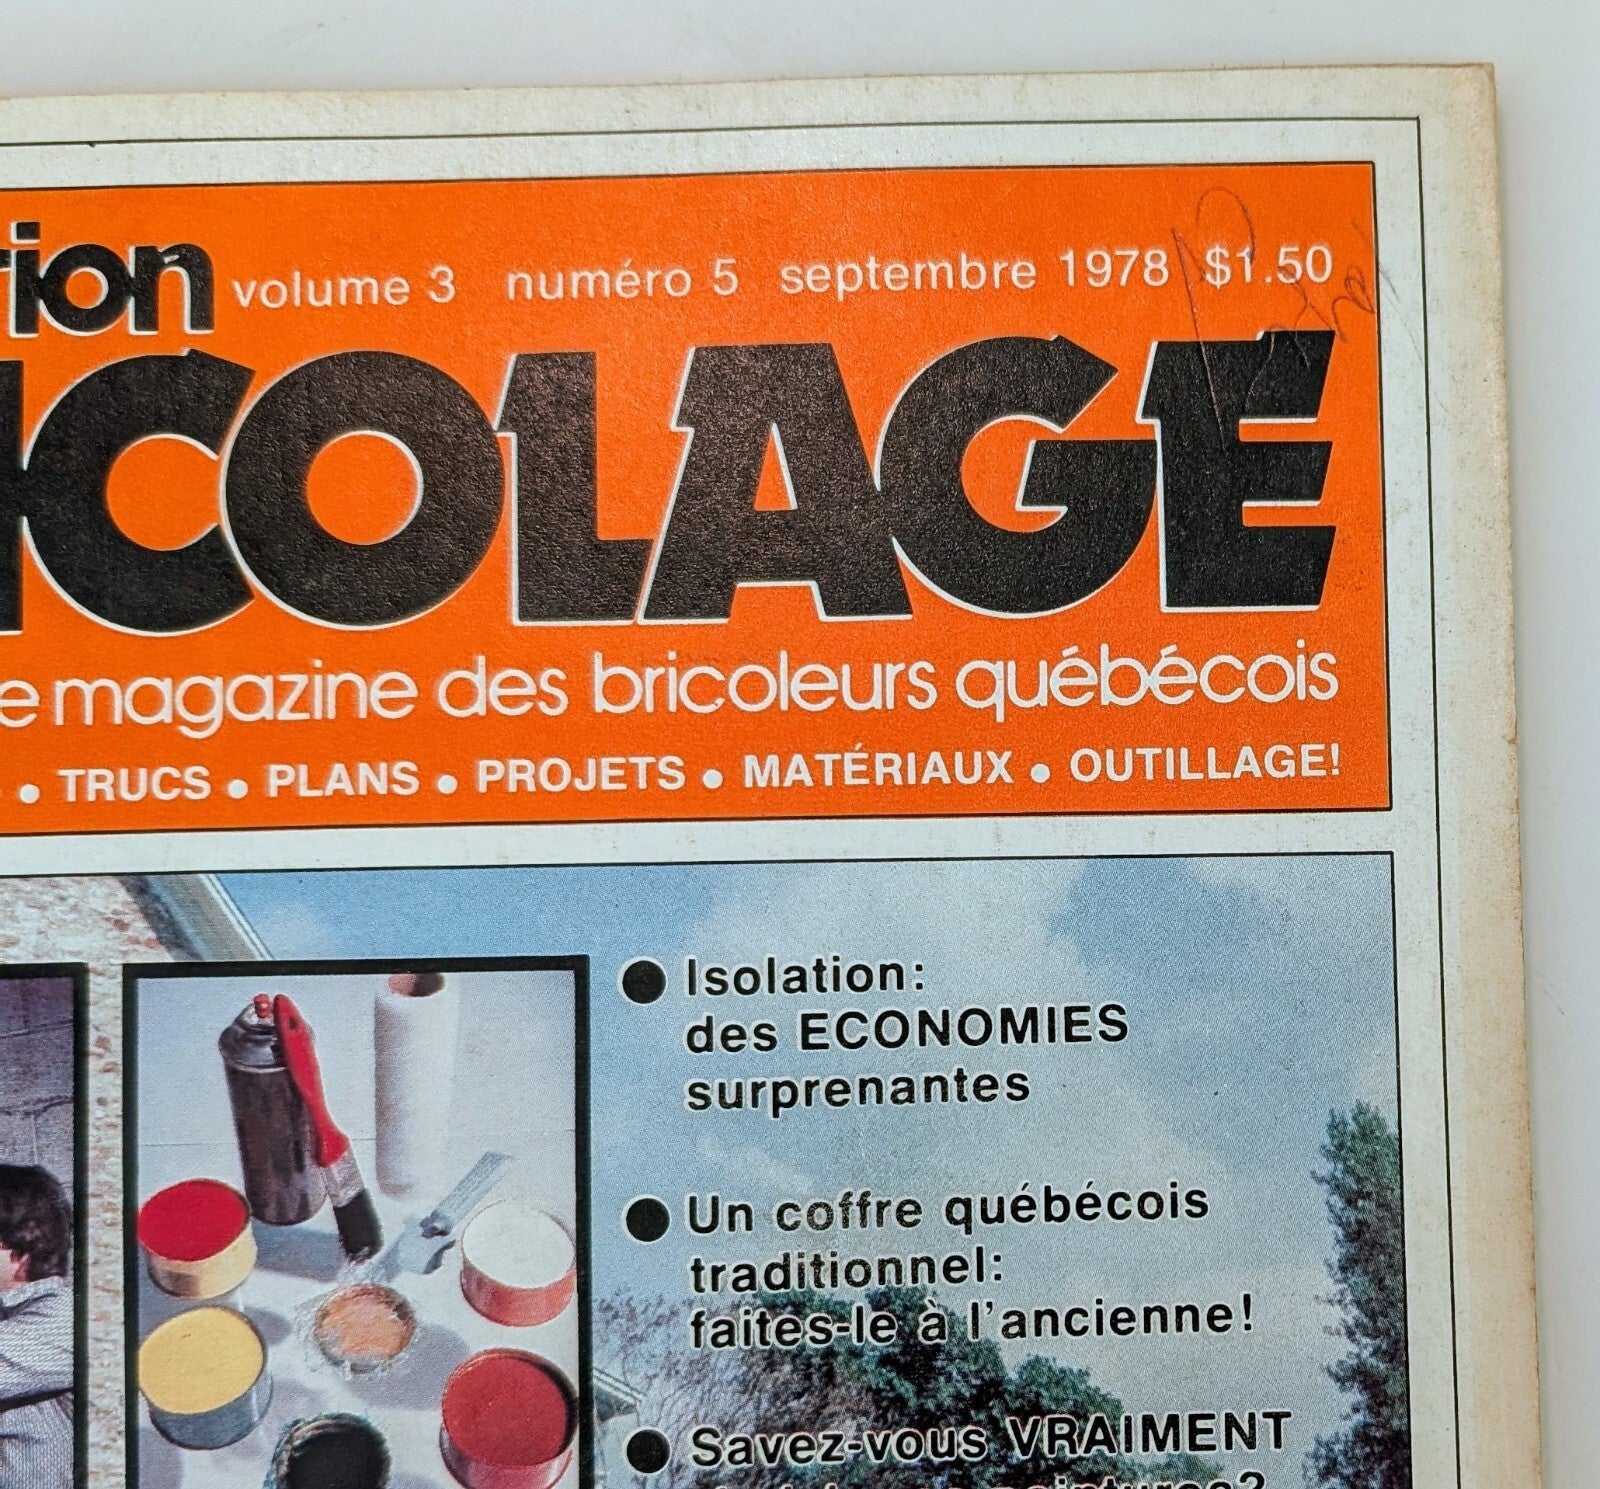 ion volume 3 numéro 5 septembre 1978 $1.50
ICOLAGE
e magazine des bricoleurs québécois
• TRUCS • PLANS • PROJETS • MATÉRIAUX • OUTILLAGE!
● Isolation:
des ECONOMIES
surprenantes
● Un coffre québécois
traditionnel:
faites-le à l'ancienne!
● Savez-vous VRAIMENT